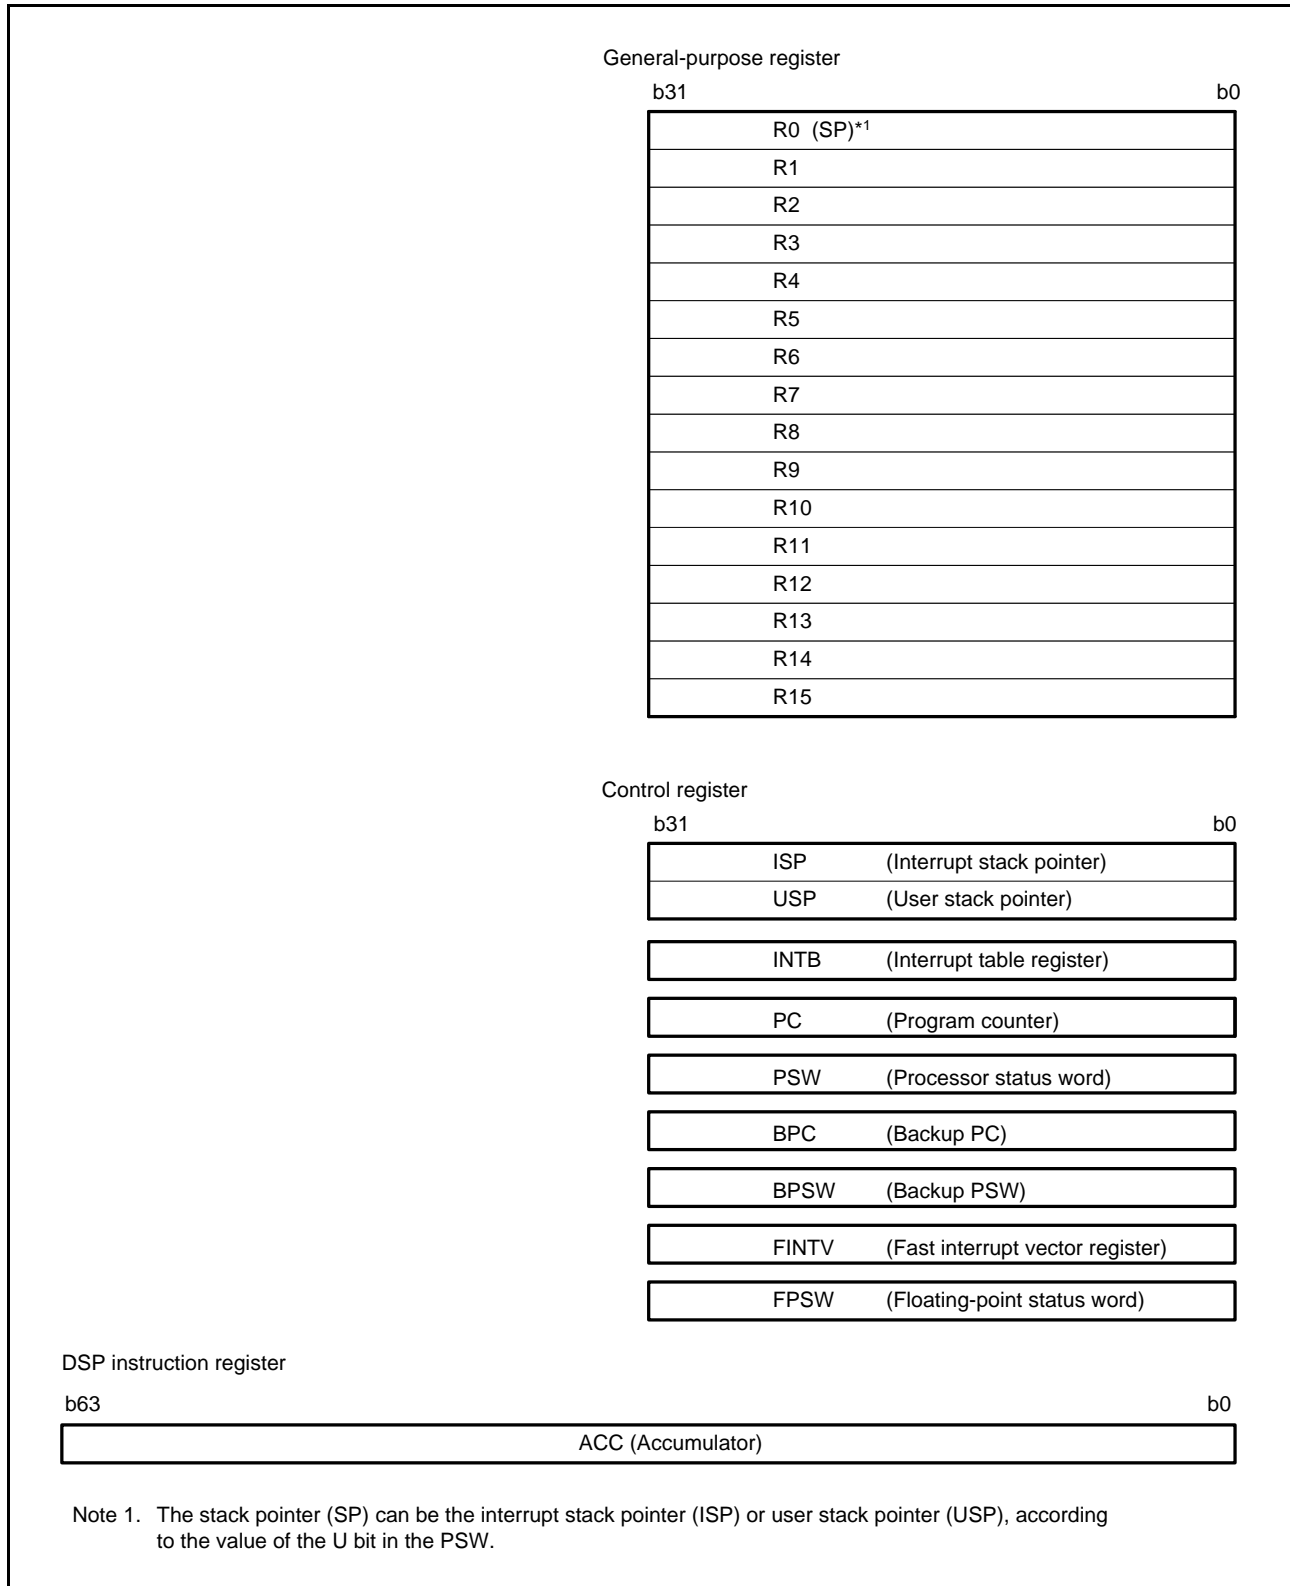 General-purpose register
b31 b0
R0 (SP)*1
R1
R2
R3
R4
R5
R6
R7
R8
R9
R10
R11
R12
R13
R14
R15
Control register
b31 b0
ISP (Interrupt stack pointer)
USP (User stack pointer)
INTB (Interrupt table register)
PC (Program counter)
PSW (Processor status word)
BPC (Backup PC)
BPSW (Backup PSW)
FINTV (Fast interrupt vector register)
FPSW (Floating-point status word)
DSP instruction register
b63 b0
ACC (Accumulator)
Note 1. The stack pointer (SP) can be the interrupt stack pointer (ISP) or user stack pointer (USP), according
to the value of the U bit in the PSW.